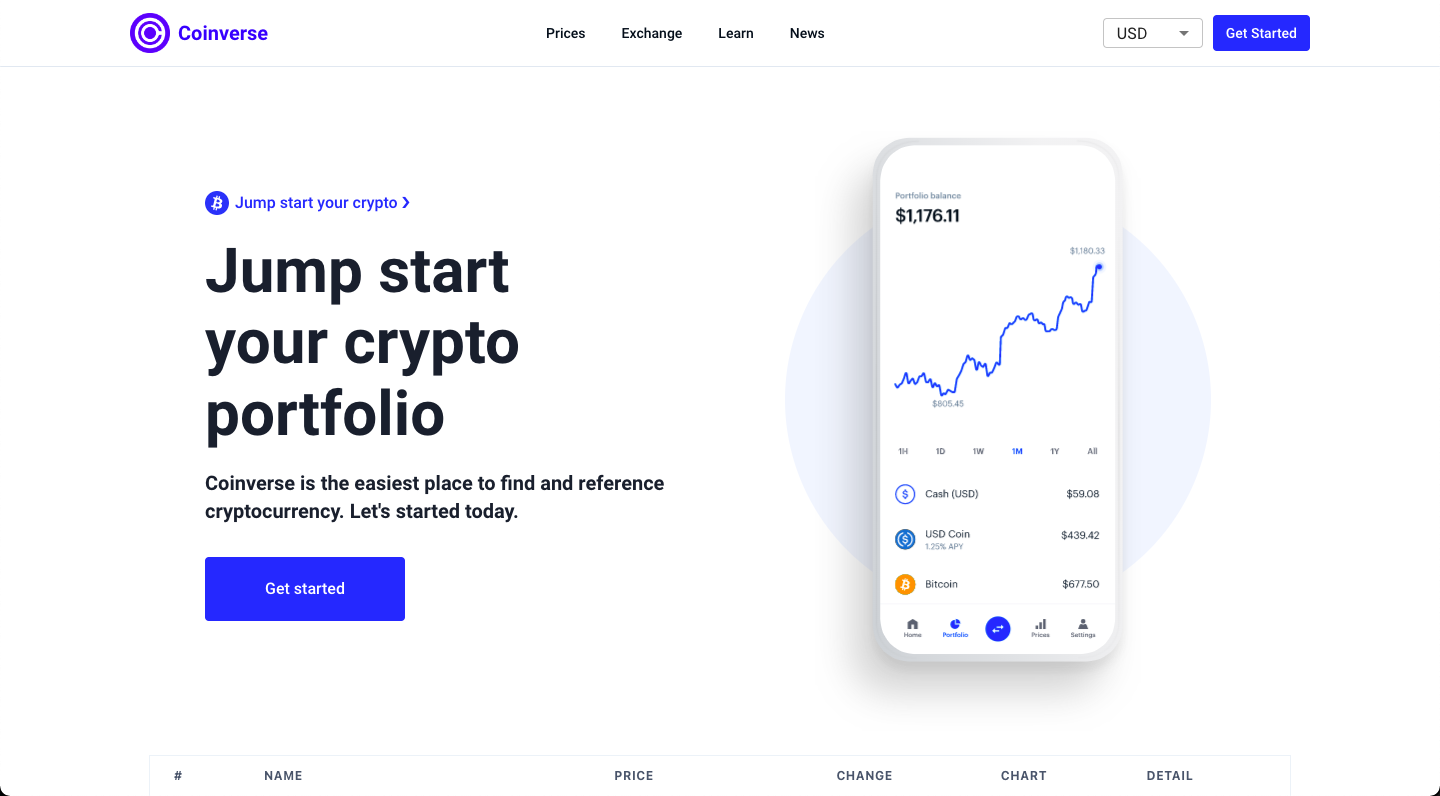 Coinverse
Prices
Exchange
Learn
News
USD
Get Started
Jump start your crypto ❯
Jump start
your crypto
portfolio
Coinverse is the easiest place to find and reference
cryptocurrency. Let's started today.
Get started
Portfolio balance
$1,176.11
$1,180.33
$805.45
1H 1D 1W 1M 1Y All
Cash (USD) $59.08
USD Coin $439.42
1.25% APY
Bitcoin $677.50
Home Portfolio Prices Settings
# NAME PRICE CHANGE CHART DETAIL